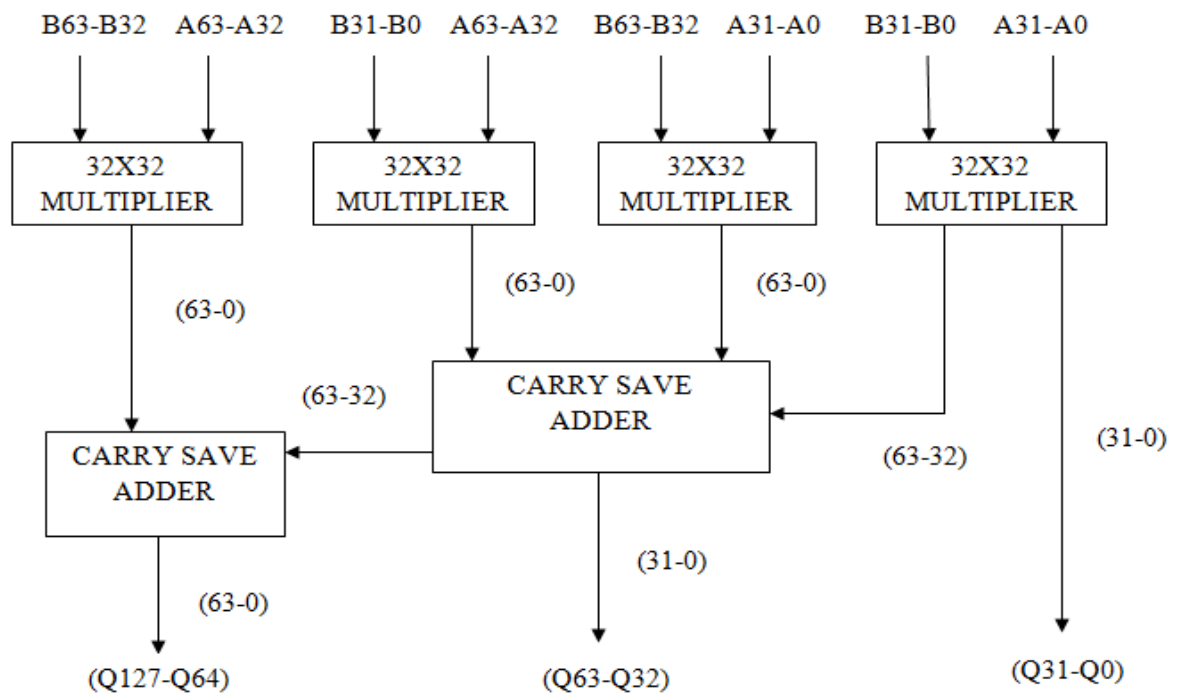 B63-B32 A63-A32 B31-B0 A63-A32 B63-B32 A31-A0 B31-B0 A31-A0
32X32
MULTIPLIER
32X32
MULTIPLIER
32X32
MULTIPLIER
32X32
MULTIPLIER
(63-0)
(63-0)
(63-0)
CARRY SAVE
ADDER
(63-32)
(63-32)
(31-0)
CARRY SAVE
ADDER
(31-0)
(63-0)
(Q127-Q64)
(Q63-Q32)
(Q31-Q0)